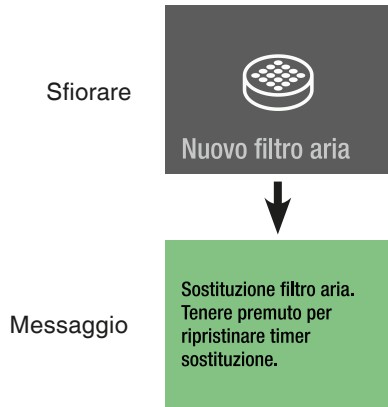 Sfiorare
Nuovo filtro aria
Messaggio
Sostituzione filtro aria.
Tenere premuto per
ripristinare timer
sostituzione.